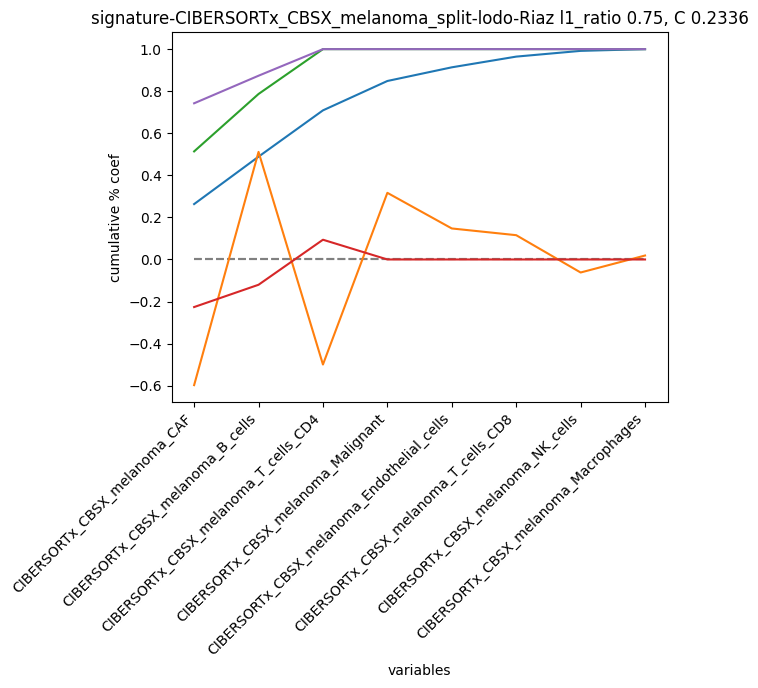 signature-CIBERSORTx_CBSX_melanoma_split-lodo-Riaz l1_ratio 0.75, C 0.2336
cumulative % coef
1.0
0.8
0.6
0.4
0.2
0.0
−0.2
−0.4
−0.6
CIBERSORTx_CBSX_melanoma_CAF
CIBERSORTx_CBSX_melanoma_B_cells
CIBERSORTx_CBSX_melanoma_T_cells_CD4
CIBERSORTx_CBSX_melanoma_Malignant
CIBERSORTx_CBSX_melanoma_Endothelial_cells
CIBERSORTx_CBSX_melanoma_T_cells_CD8
CIBERSORTx_CBSX_melanoma_NK_cells
CIBERSORTx_CBSX_melanoma_Macrophages
variables